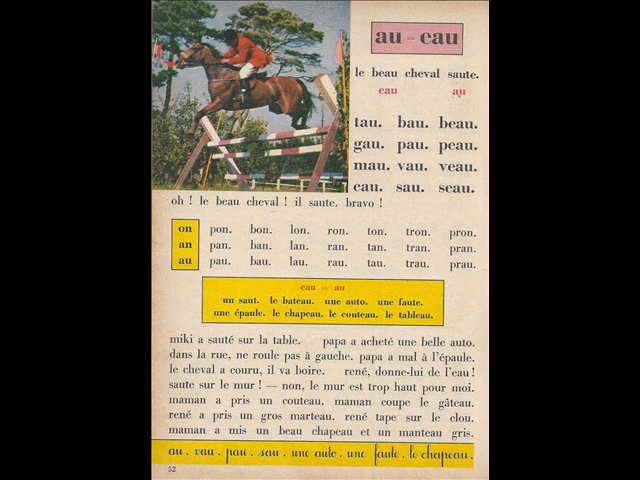 au = eau
le beau cheval saute.
eau au
tau. bau. beau.
gau. pau. peau.
mau. vau. veau.
cau. sau. seau.
oh ! le beau cheval ! il saute. bravo !
on pon. bon. lon. ron. ton. tron. pron.
an pan. ban. lan. ran. tan. tran. pran.
au pau. bau. lau. rau. tau. trau. prau.
eau = au
un saut. le bateau. une auto. une faute.
une épaule. le chapeau. le couteau. le tableau.
miki a sauté sur la table. papa a acheté une belle auto.
dans la rue, ne roule pas à gauche. papa a mal à l'épaule.
le cheval a couru, il va boire. rené, donne-lui de l'eau !
saute sur le mur ! — non, le mur est trop haut pour moi.
maman a pris un couteau. maman coupe le gâteau.
rené a pris un gros marteau. rené tape sur le clou.
maman a mis un beau chapeau et un manteau gris.
au . vau . pau . sau . une auto . une faute . le chapeau .
52